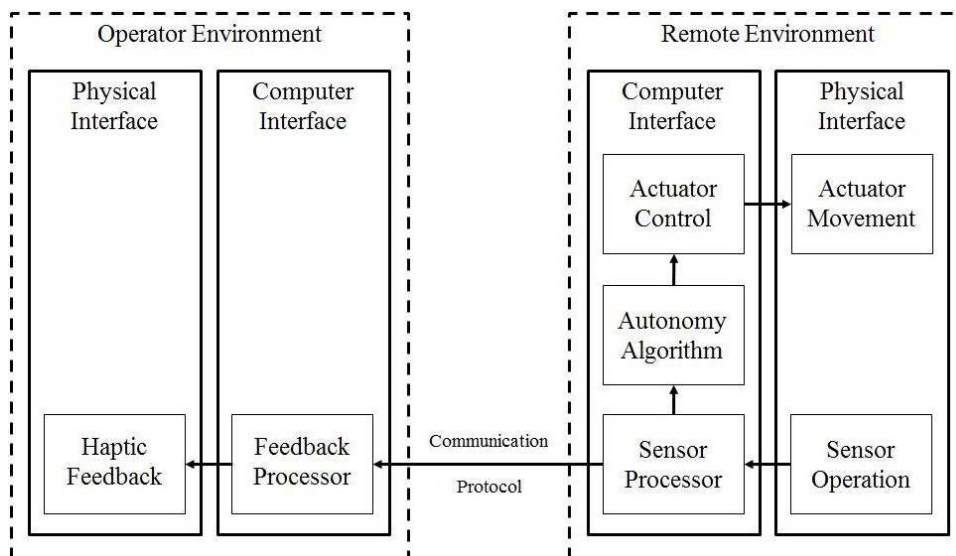 Operator Environment
Physical
Interface
Computer
Interface
Haptic
Feedback
Feedback
Processor
Communication
Protocol
Remote Environment
Computer
Interface
Physical
Interface
Actuator
Control
Actuator
Movement
Autonomy
Algorithm
Sensor
Processor
Sensor
Operation